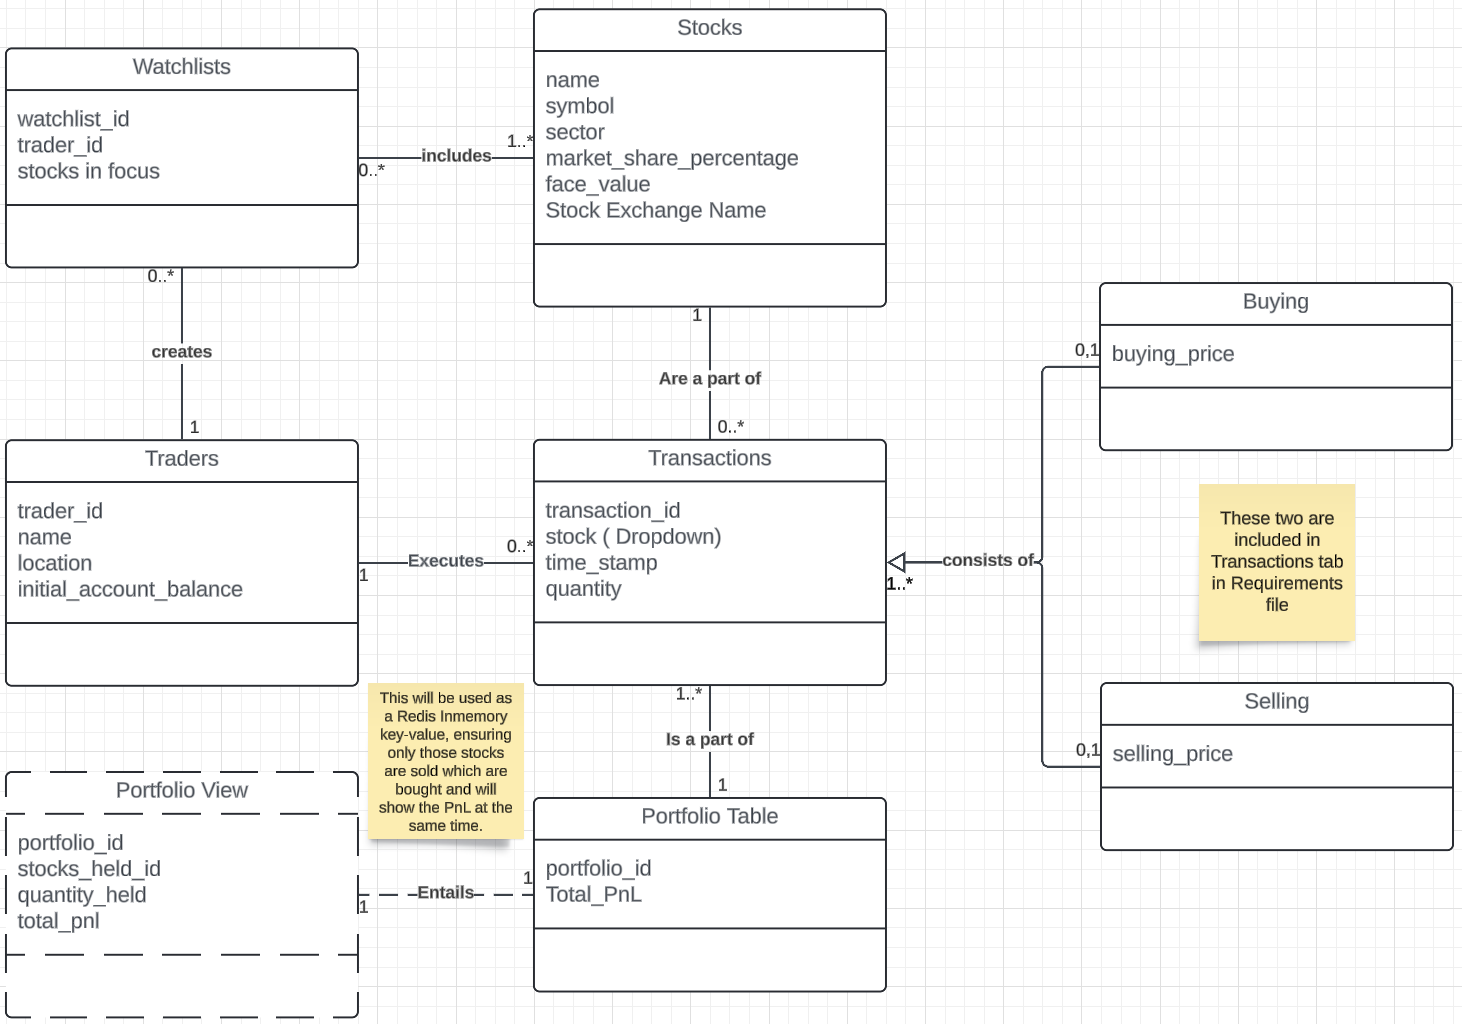 Stocks
name
symbol
sector
market_share_percentage
face_value
Stock Exchange Name
Watchlists
watchlist_id
trader_id
stocks in focus
1..*
includes
0..*
0..*
creates
1
1
Are a part of
0..*
Buying
buying_price
0,1
Traders
trader_id
name
location
initial_account_balance
Transactions
transaction_id
stock ( Dropdown)
time_stamp
quantity
0..*
Executes
1
consists of
1..*
These two are
included in
Transactions tab
in Requirements
file
Selling
selling_price
0,1
1..*
Is a part of
1
This will be used as
a Redis Inmemory
key-value, ensuring
only those stocks
are sold which are
bought and will
show the PnL at the
same time.
Portfolio View
portfolio_id
stocks_held_id
quantity_held
total_pnl
1
Entails
1
Portfolio Table
portfolio_id
Total_PnL